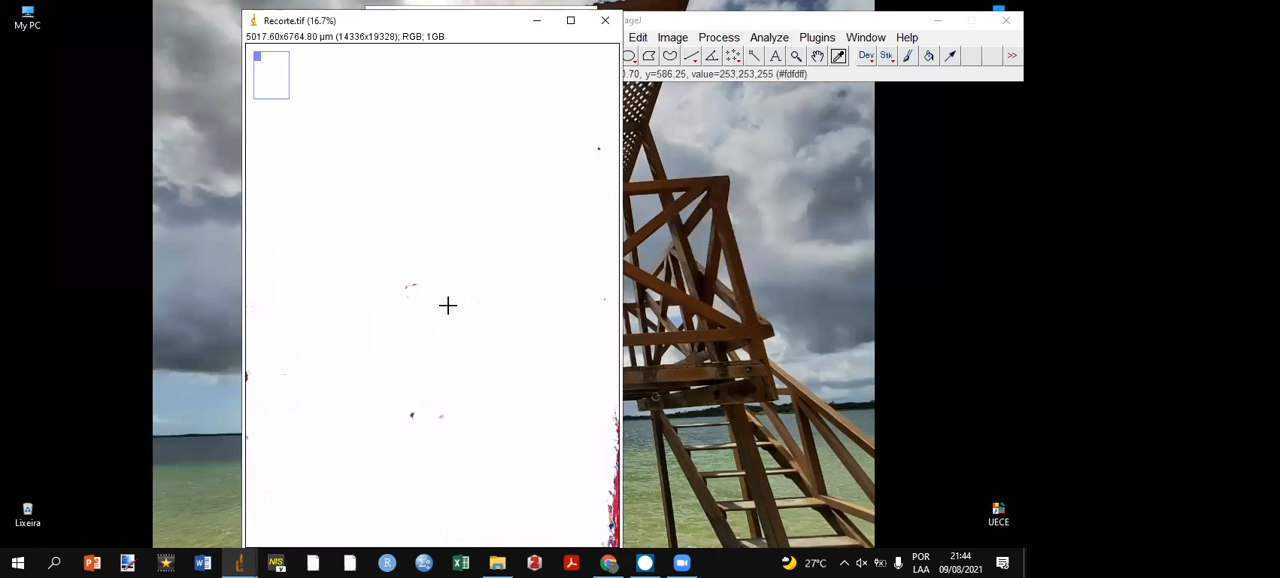 My PC
Recorte.tif (16.7%)
5017.60x6764.80 µm (14336x19328); RGB; 1GB
ageJ
Edit Image Process Analyze Plugins Window Help
A Dev Stk >>
.70, y=586.25, value=253,253,255 (#fdfdff)
Lixeira
UECE
27°C
POR
LAA
21:44
09/08/2021